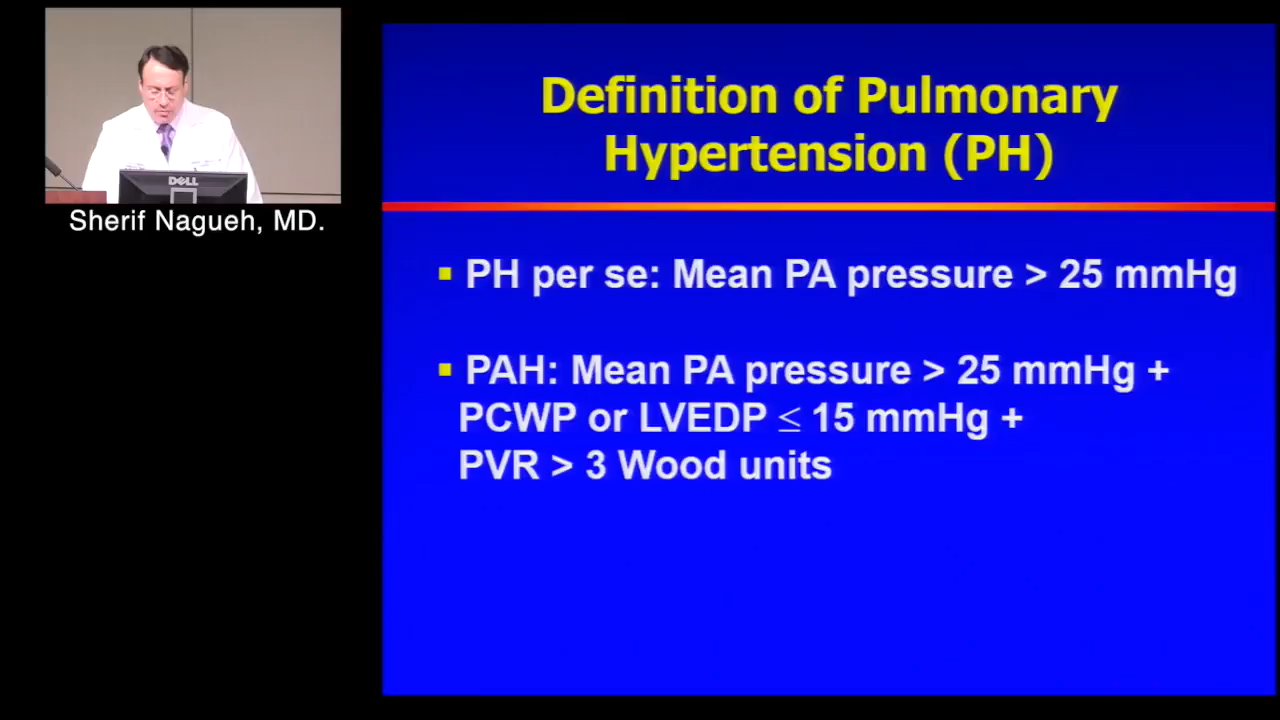 DELL
Sherif Nagueh, MD.
Definition of Pulmonary
Hypertension (PH)
▪ PH per se: Mean PA pressure > 25 mmHg
▪ PAH: Mean PA pressure > 25 mmHg +
PCWP or LVEDP ≤ 15 mmHg +
PVR > 3 Wood units